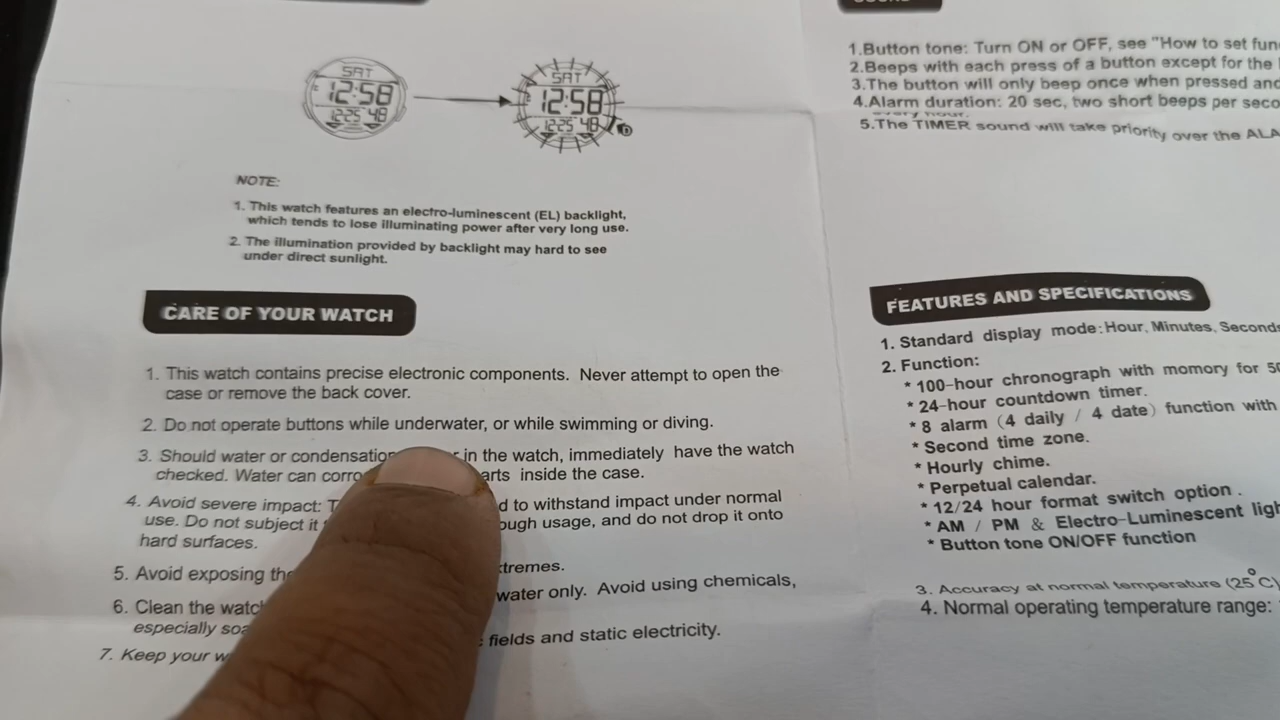 SAT
12:58
12:25 48
SAT
12:58
12:25 48
NOTE:
1. This watch features an electro-luminescent (EL) backlight,
which tends to lose illuminating power after very long use.
2. The illumination provided by backlight may hard to see
under direct sunlight.
CARE OF YOUR WATCH
1. This watch contains precise electronic components. Never attempt to open the
case or remove the back cover.
2. Do not operate buttons while underwater, or while swimming or diving.
3. Should water or condensation in the watch, immediately have the watch
checked. Water can inside the case.
4. Avoid severe impact: to withstand impact under normal
use. Do not subject it usage, and do not drop it onto
hard surfaces.
5. Avoid exposing
6. Clean the water only. Avoid using chemicals,
especially
7. Keep your fields and static electricity.
1.Button tone: Turn ON or OFF, see "How to set
2.Beeps with each press of a button except for the
3.The button will only beep once when pressed
4.Alarm duration: 20 sec, two short beeps per
every hour.
5.The TIMER sound will take priority over the
FEATURES AND SPECIFICATIONS
1. Standard display mode:Hour, Minutes, Seconds
2. Function:
* 100-hour chronograph with momory for
* 24-hour countdown timer.
* 8 alarm (4 daily / 4 date) function with
* Second time zone.
* Hourly chime.
* Perpetual calendar.
* 12/24 hour format switch option .
* AM / PM & Electro-Luminescent
* Button tone ON/OFF function
3. Accuracy at normal temperature (25°C)
4. Normal operating temperature range: